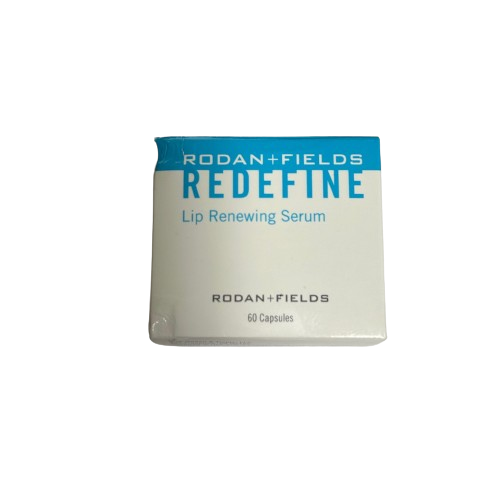 RODAN+FIELDS
REDEFINE
Lip Renewing Serum
RODAN+FIELDS
60 Capsules